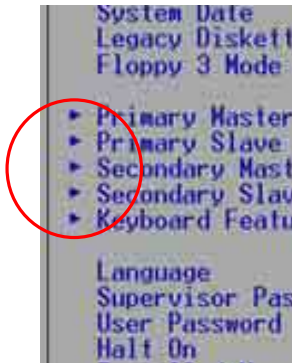 System Date
Legacy Diskett
Floppy 3 Mode
Primary Master
Primary Slave
Secondary Mast
Secondary Slav
Keyboard Featu
Language
Supervisor Pas
User Password
Halt On